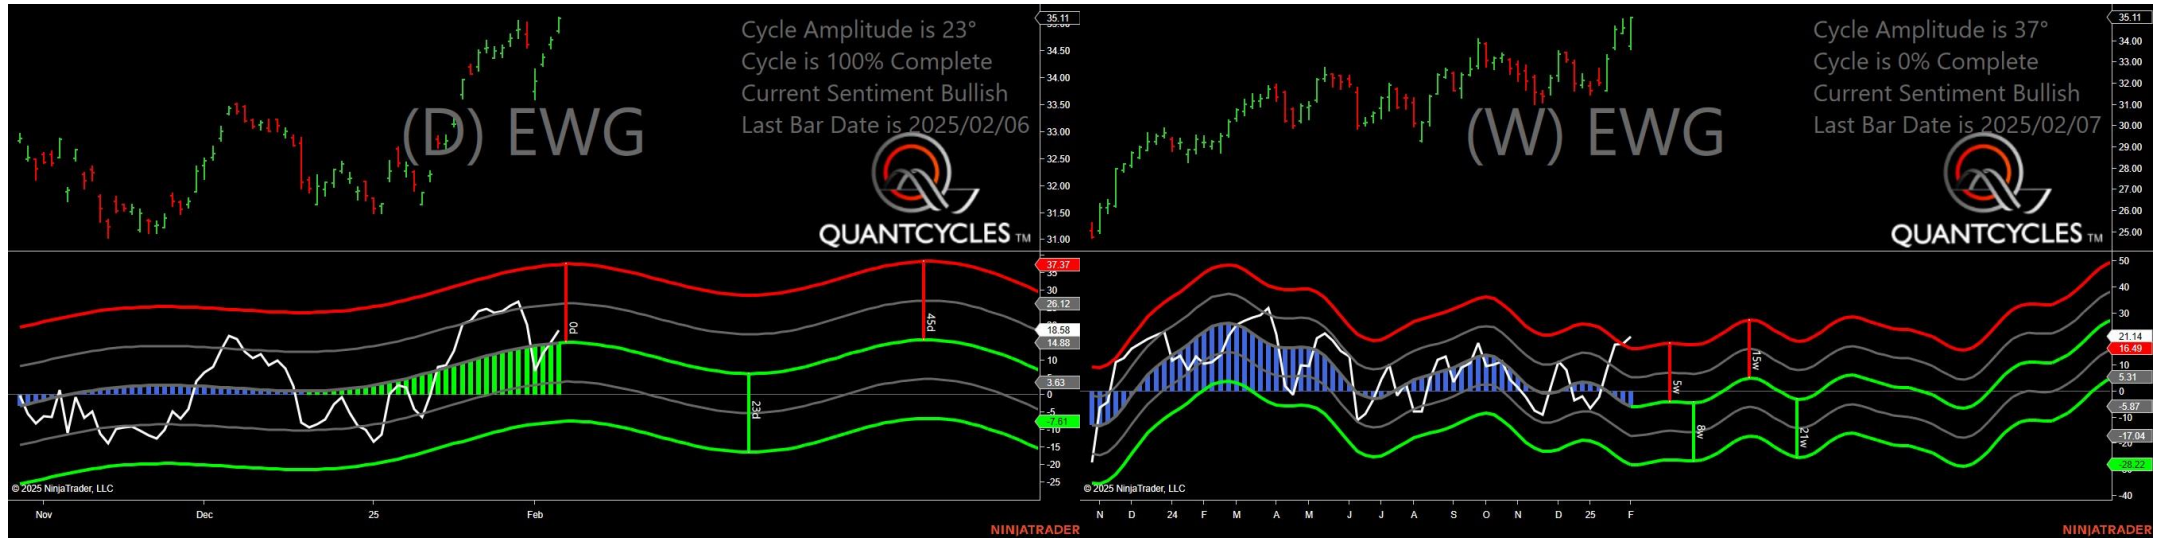 Cycle Amplitude is 23°
Cycle is 100% Complete
Current Sentiment Bullish
Last Bar Date is 2025/02/06
(D) EWG
QUANTCYCLES TM
35.11
34.50
34.00
33.50
33.00
32.50
32.00
31.50
31.00
37.37
35
30
26.12
18.58
14.88
10
5
3.63
0
-5
-7.61
-10
-15
-20
-25
0d
23d
45d
© 2025 NinjaTrader, LLC
Nov Dec 25 Feb
NINJATRADER
Cycle Amplitude is 37°
Cycle is 0% Complete
Current Sentiment Bullish
Last Bar Date is 2025/02/07
(W) EWG
QUANTCYCLES TM
35.11
34.00
33.00
32.00
31.00
30.00
29.00
28.00
27.00
26.00
25.00
50
40
30
21.14
16.49
10
5.31
0
-5.87
-10
-17.04
-20
-28.22
-40
5w
8w
15w
21w
© 2025 NinjaTrader, LLC
N D 24 F M A M J J A S O N D 25 F
NINJATRADER